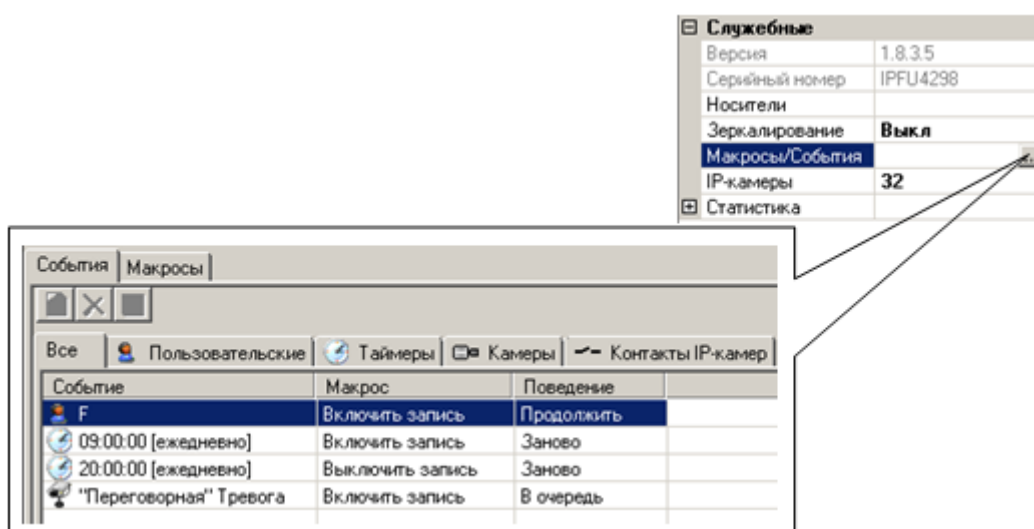 Служебные
Версия 1.8.3.5
Серийный номер IPFU4298
Носители
Зеркалирование Выкл
Макросы/События ...
IP-камеры 32
Статистика
События Макросы
Все Пользовательские Таймеры Камеры Контакты IP-камер
Событие Макрос Поведение
F Включить запись Продолжить
09:00:00 [ежедневно] Включить запись Заново
20:00:00 [ежедневно] Выключить запись Заново
"Переговорная" Тревога Включить запись В очередь